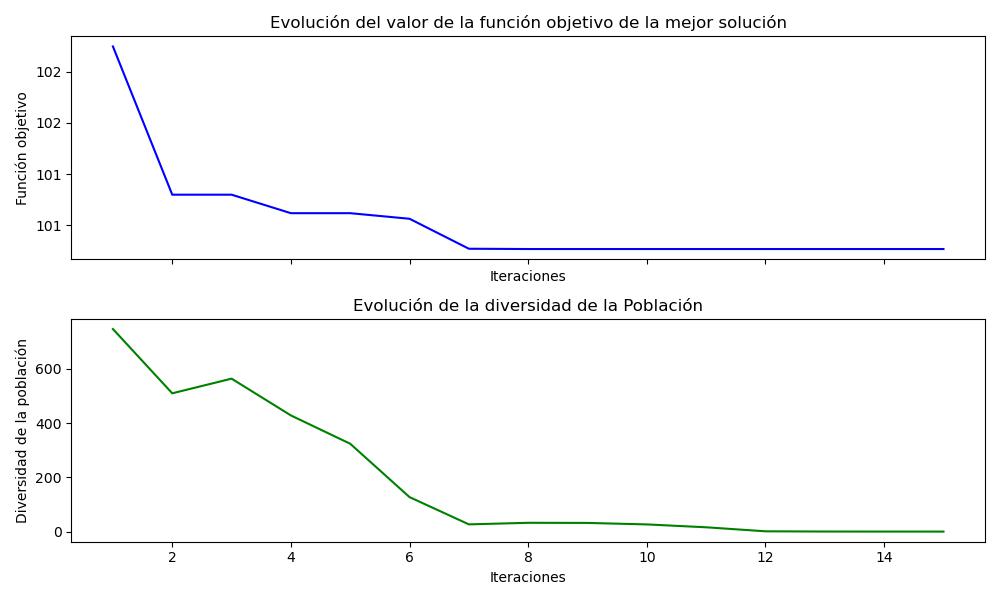 Evolución del valor de la función objetivo de la mejor solución
Función objetivo
102
102
101
101
Iteraciones
Evolución de la diversidad de la Población
Diversidad de la población
600
400
200
0
2 4 6 8 10 12 14
Iteraciones